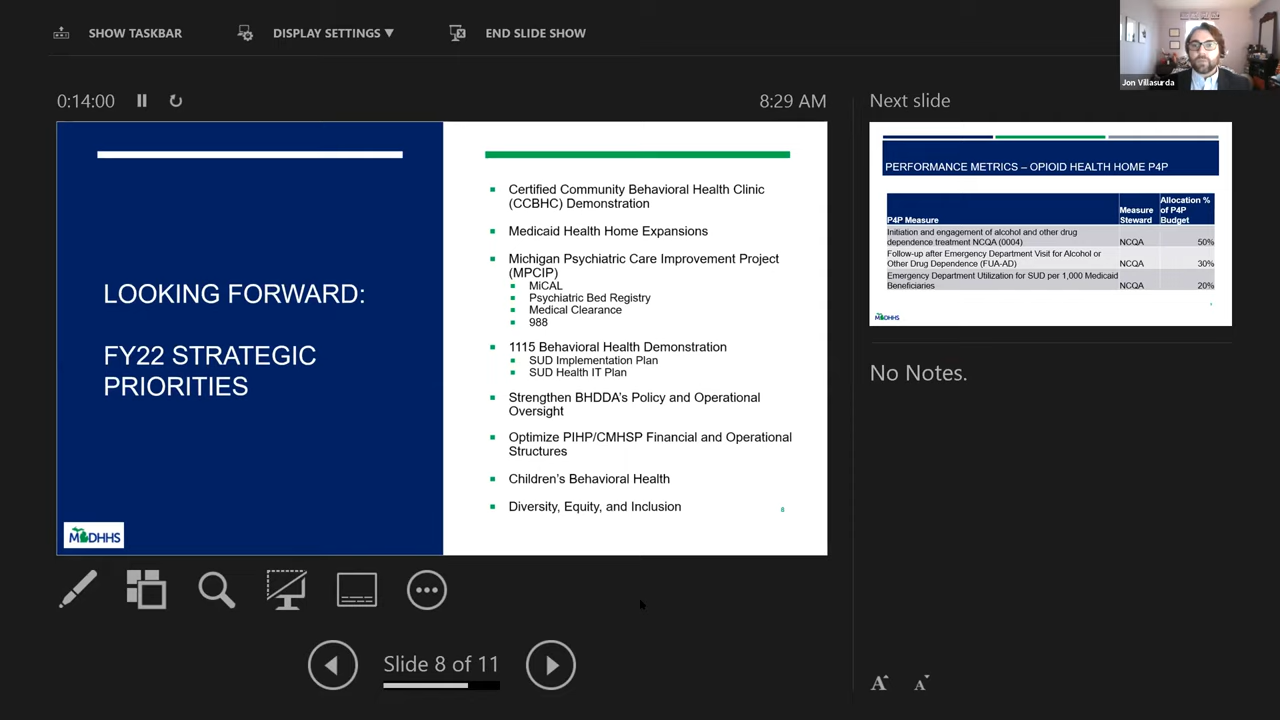 SHOW TASKBAR
DISPLAY SETTINGS ▼
END SLIDE SHOW
Jon Villasurda
0:14:00
8:29 AM
Next slide
LOOKING FORWARD:
FY22 STRATEGIC
PRIORITIES
MDHHS
Certified Community Behavioral Health Clinic
(CCBHC) Demonstration
Medicaid Health Home Expansions
Michigan Psychiatric Care Improvement Project
(MPCIP)
MiCAL
Psychiatric Bed Registry
Medical Clearance
988
1115 Behavioral Health Demonstration
SUD Implementation Plan
SUD Health IT Plan
Strengthen BHDDA's Policy and Operational
Oversight
Optimize PIHP/CMHSP Financial and Operational
Structures
Children's Behavioral Health
Diversity, Equity, and Inclusion
8
PERFORMANCE METRICS – OPIOID HEALTH HOME P4P
P4P Measure
Measure
Steward
Allocation %
of P4P
Budget
Initiation and engagement of alcohol and other drug
dependence treatment NCQA (0004)
NCQA
50%
Follow-up after Emergency Department Visit for Alcohol or
Other Drug Dependence (FUA-AD)
NCQA
30%
Emergency Department Utilization for SUD per 1,000 Medicaid
Beneficiaries
NCQA
20%
MDHHS
No Notes.
Slide 8 of 11
A
A